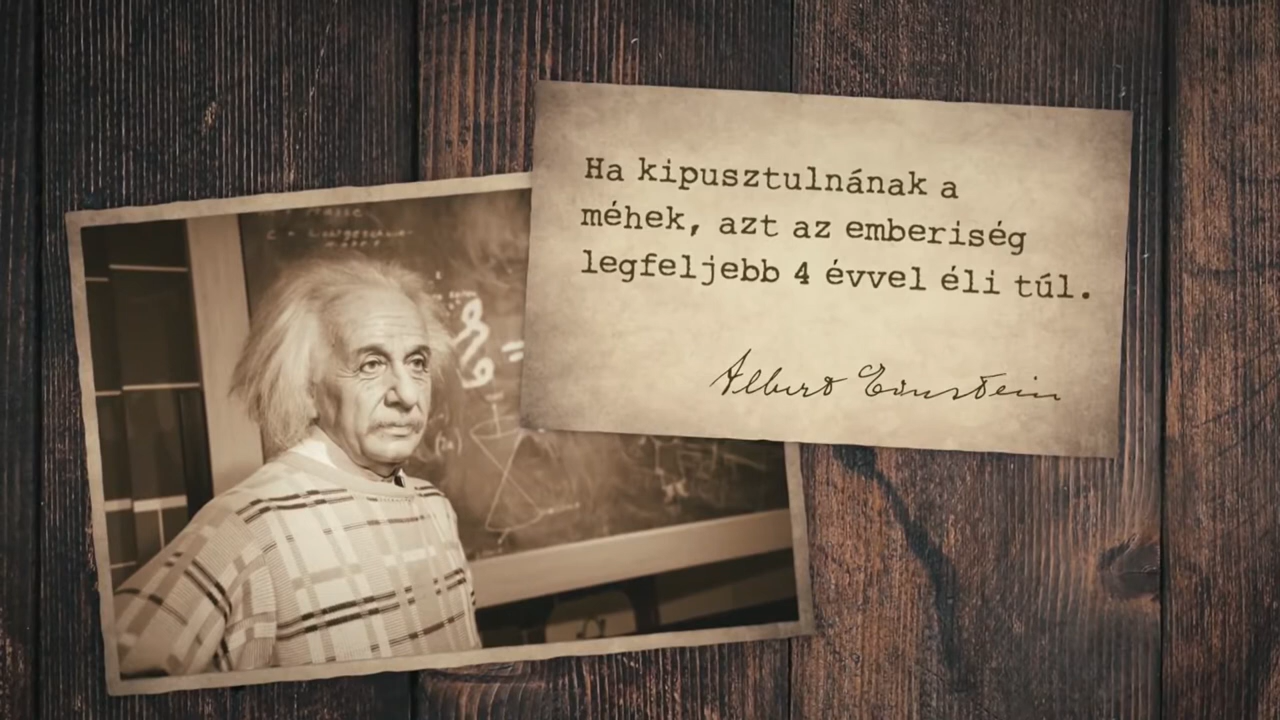 Ha kipusztulnának a
méhek, azt az emberiség
legfeljebb 4 évvel éli túl.
Albert Einstein